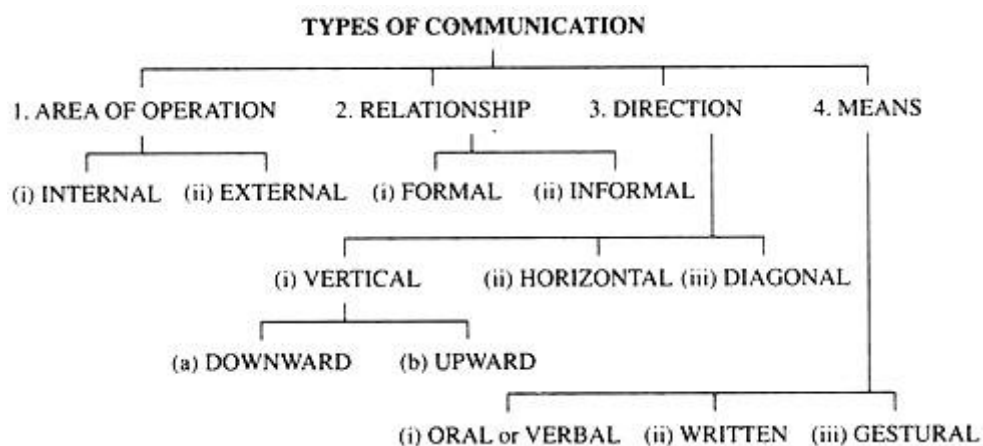 TYPES OF COMMUNICATION
1. AREA OF OPERATION 2. RELATIONSHIP 3. DIRECTION 4. MEANS
(i) INTERNAL (ii) EXTERNAL (i) FORMAL (ii) INFORMAL
(i) VERTICAL (ii) HORIZONTAL (iii) DIAGONAL
(a) DOWNWARD (b) UPWARD
(i) ORAL or VERBAL (ii) WRITTEN (iii) GESTURAL